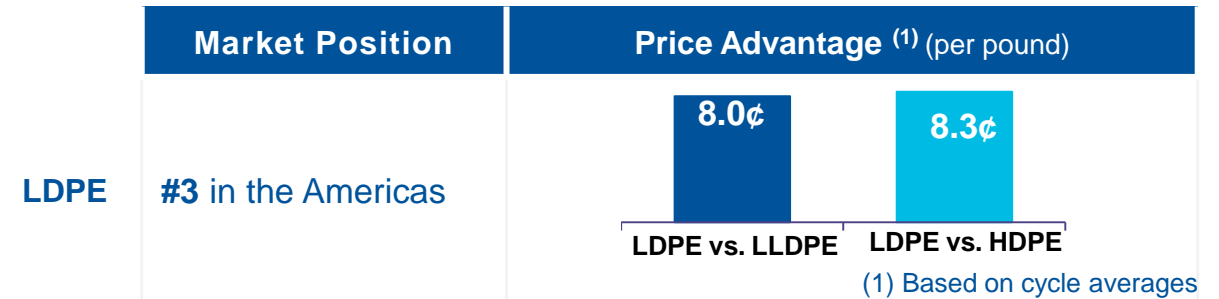 Market Position
Price Advantage (1) (per pound)
LDPE
#3 in the Americas
8.0¢
8.3¢
LDPE vs. LLDPE
LDPE vs. HDPE
(1) Based on cycle averages